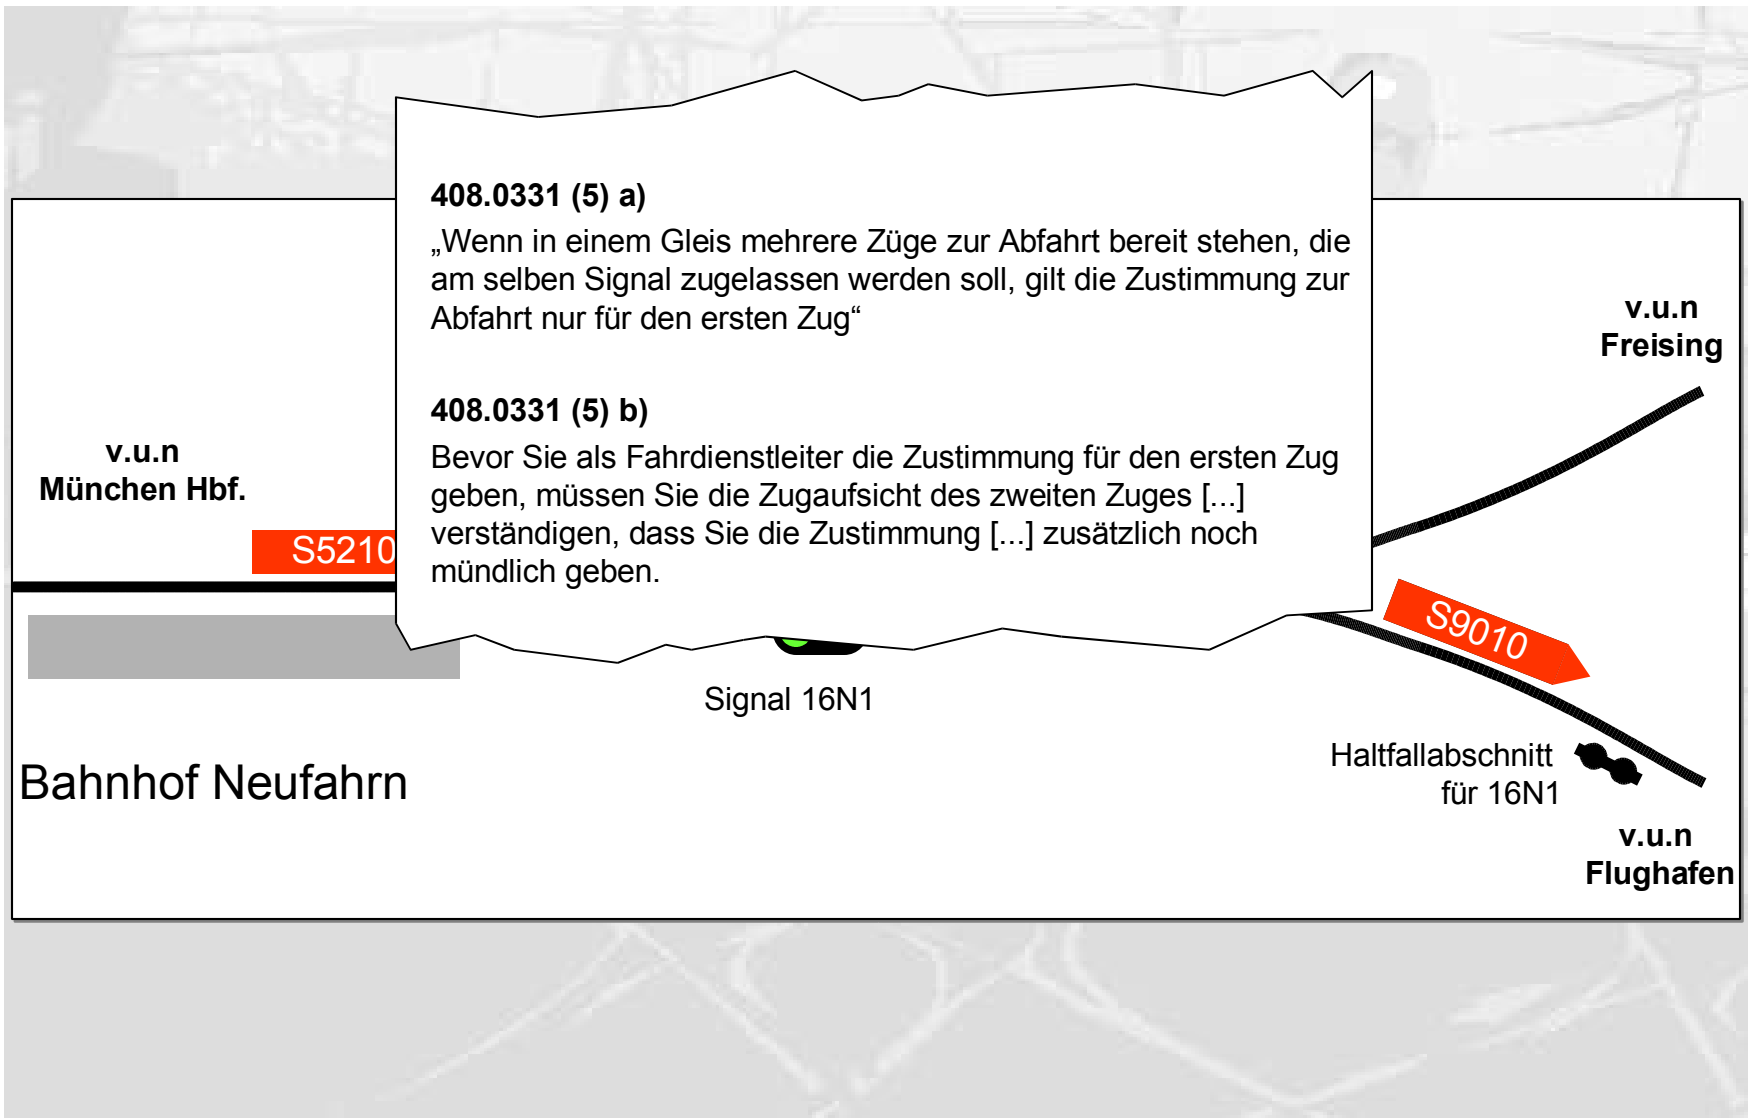 408.0331 (5) a)
„Wenn in einem Gleis mehrere Züge zur Abfahrt bereit stehen, die
am selben Signal zugelassen werden soll, gilt die Zustimmung zur
Abfahrt nur für den ersten Zug“
408.0331 (5) b)
Bevor Sie als Fahrdienstleiter die Zustimmung für den ersten Zug
geben, müssen Sie die Zugaufsicht des zweiten Zuges [...]
verständigen, dass Sie die Zustimmung [...] zusätzlich noch
mündlich geben.
v.u.n
Freising
v.u.n
München Hbf.
S5210
S9010
Signal 16N1
Bahnhof Neufahrn
Haltfallabschnitt
für 16N1
v.u.n
Flughafen